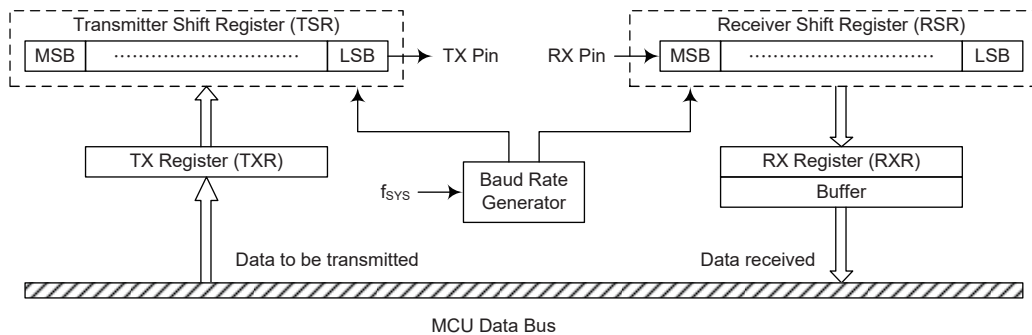 Transmitter Shift Register (TSR)
Receiver Shift Register (RSR)
MSB ………………………… LSB
TX Pin
RX Pin
MSB ………………………… LSB
TX Register (TXR)
RX Register (RXR)
Buffer
fSYS
Baud Rate
Generator
Data to be transmitted
Data received
MCU Data Bus